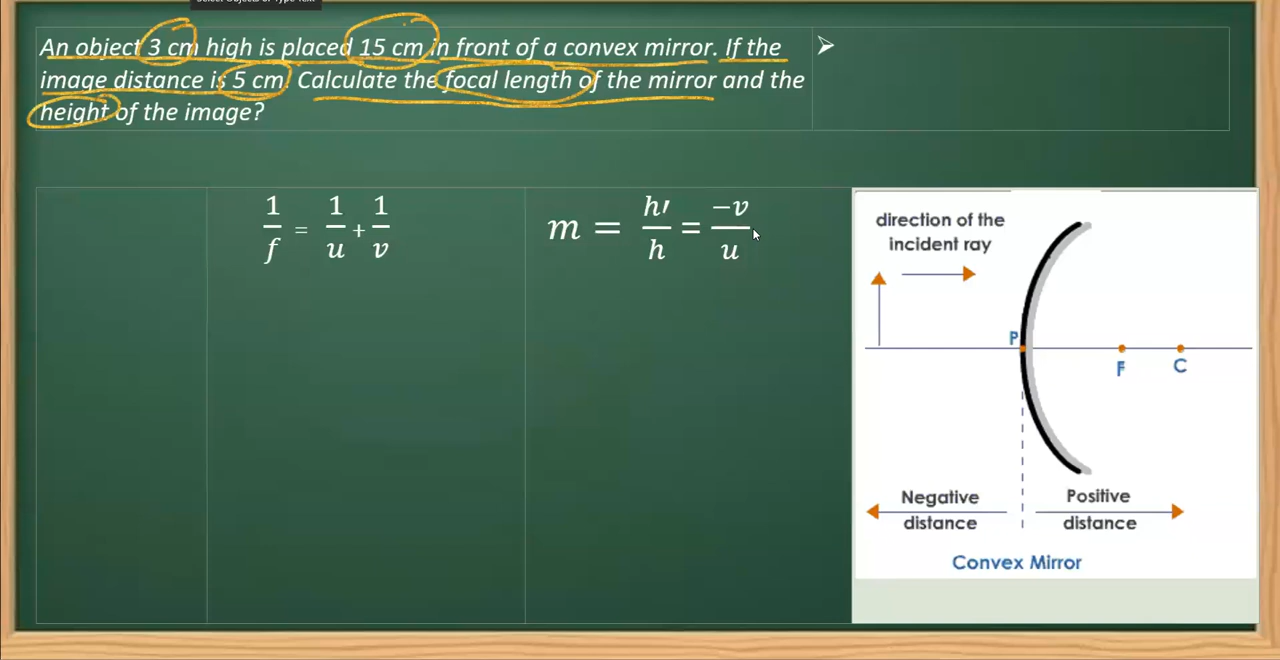 An object 3 cm high is placed 15 cm in front of a convex mirror. If the
image distance is 5 cm. Calculate the focal length of the mirror and the
height of the image?
➢
1/f = 1/u + 1/v
m = h′/h = −v/u
direction of the
incident ray
P
F
C
Negative
distance
Positive
distance
Convex Mirror